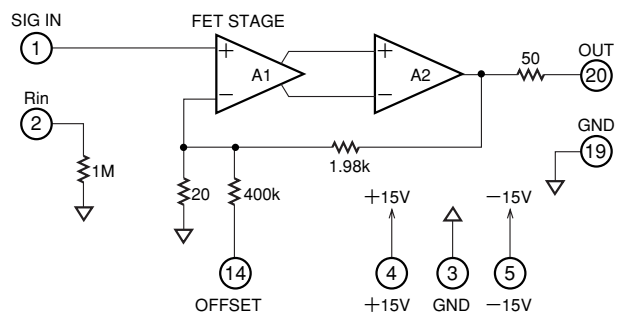 SIG IN
FET STAGE
1
+
−
A1
+
−
A2
50
OUT
20
Rin
2
1M
GND
19
20
400k
1.98k
+15V
−15V
14
4
3
5
OFFSET
+15V
GND
−15V